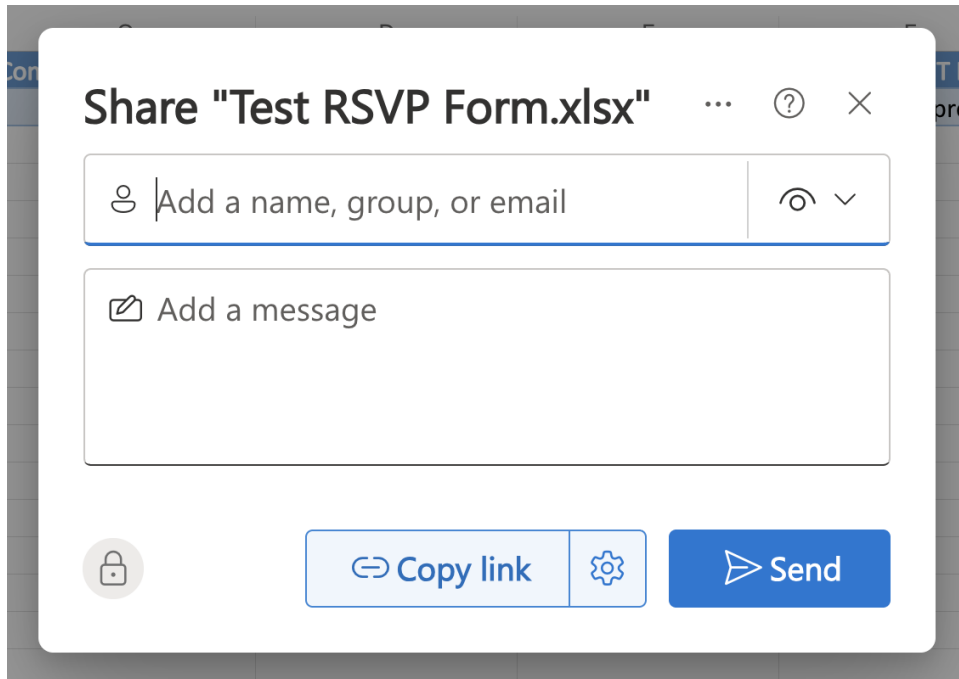 Share "Test RSVP Form.xlsx"
Add a name, group, or email
Add a message
Copy link
Send